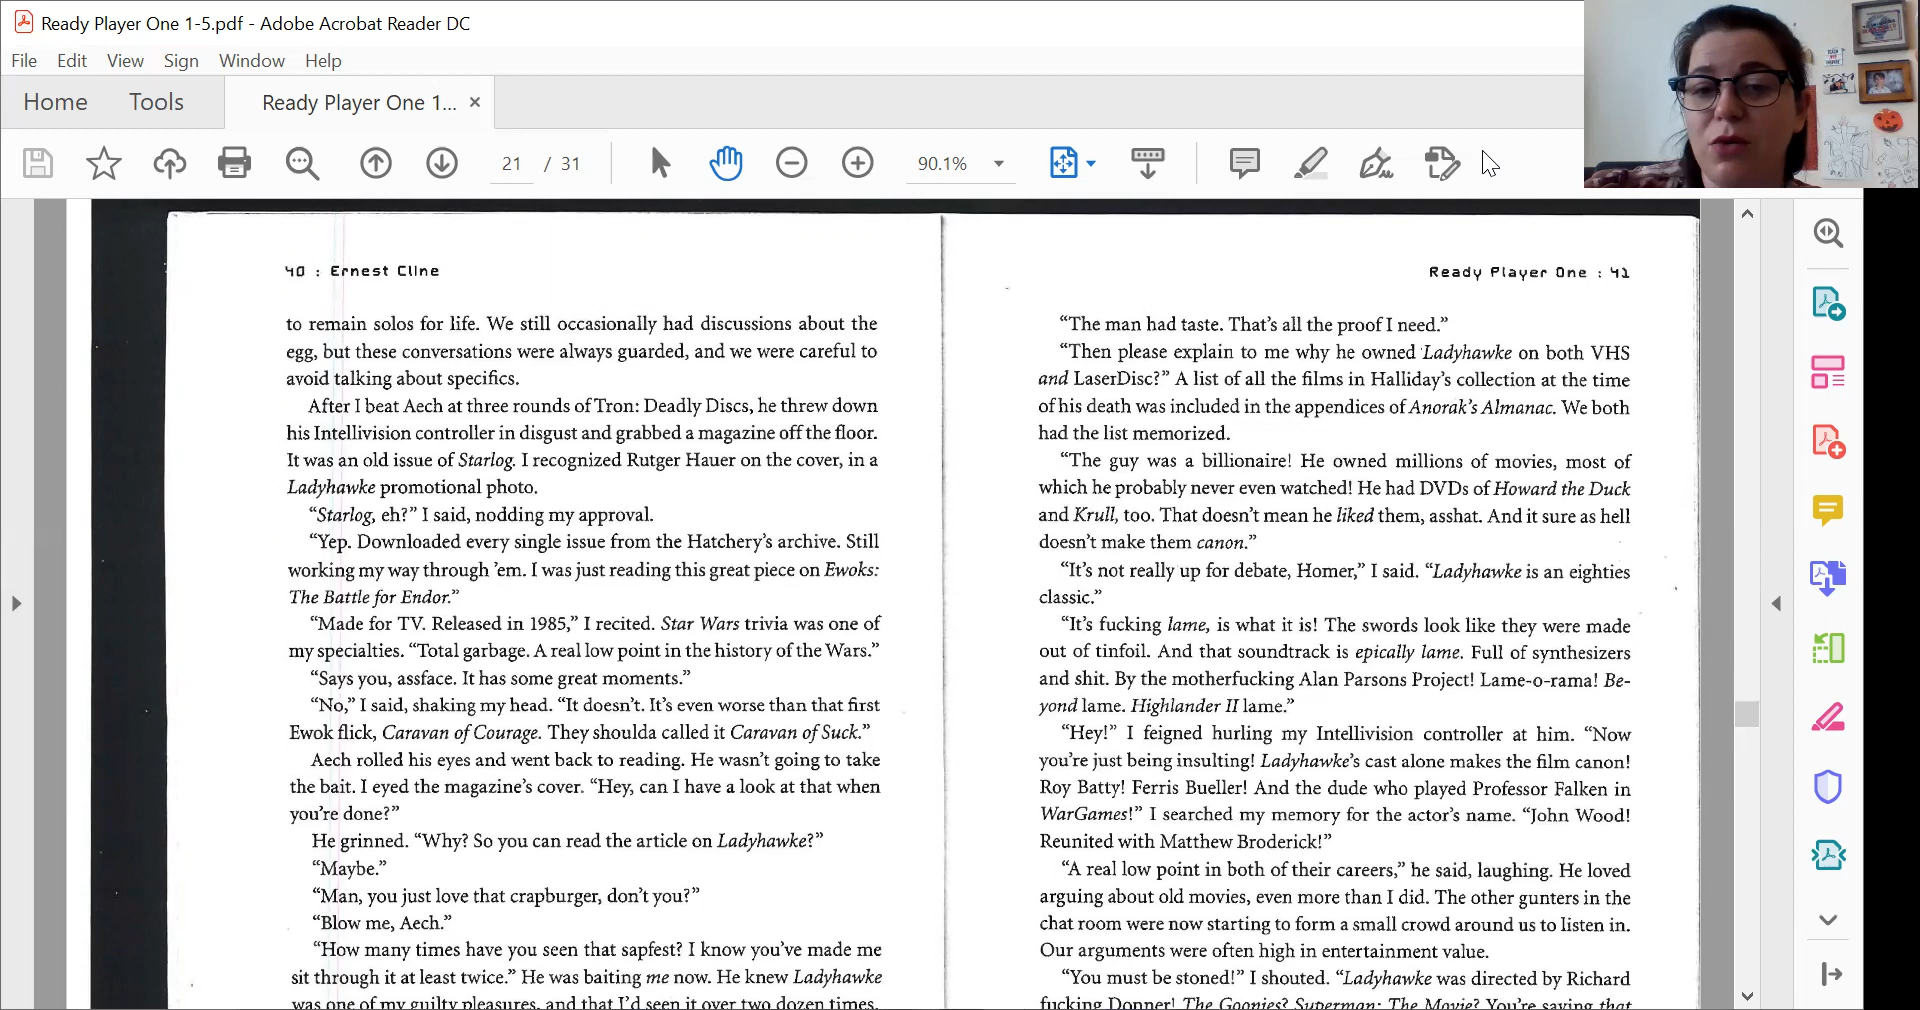 Ready Player One 1-5.pdf - Adobe Acrobat Reader DC
File Edit View Sign Window Help
Home Tools Ready Player One 1... ×
21 / 31 90.1%
40 : Ernest Cline
to remain solos for life. We still occasionally had discussions about the
egg, but these conversations were always guarded, and we were careful to
avoid talking about specifics.
After I beat Aech at three rounds of Tron: Deadly Discs, he threw down
his Intellivision controller in disgust and grabbed a magazine off the floor.
It was an old issue of Starlog. I recognized Rutger Hauer on the cover, in a
Ladyhawke promotional photo.
“Starlog, eh?” I said, nodding my approval.
“Yep. Downloaded every single issue from the Hatchery’s archive. Still
working my way through ’em. I was just reading this great piece on Ewoks:
The Battle for Endor.”
“Made for TV. Released in 1985,” I recited. Star Wars trivia was one of
my specialties. “Total garbage. A real low point in the history of the Wars.”
“Says you, assface. It has some great moments.”
“No,” I said, shaking my head. “It doesn’t. It’s even worse than that first
Ewok flick, Caravan of Courage. They shoulda called it Caravan of Suck.”
Aech rolled his eyes and went back to reading. He wasn’t going to take
the bait. I eyed the magazine’s cover. “Hey, can I have a look at that when
you’re done?”
He grinned. “Why? So you can read the article on Ladyhawke?”
“Maybe.”
“Man, you just love that crapburger, don’t you?”
“Blow me, Aech.”
“How many times have you seen that sapfest? I know you’ve made me
sit through it at least twice.” He was baiting me now. He knew Ladyhawke
was one of my guilty pleasures, and that I’d seen it over two dozen times.
Ready Player One : 41
“The man had taste. That’s all the proof I need.”
“Then please explain to me why he owned Ladyhawke on both VHS
and LaserDisc?” A list of all the films in Halliday’s collection at the time
of his death was included in the appendices of Anorak’s Almanac. We both
had the list memorized.
“The guy was a billionaire! He owned millions of movies, most of
which he probably never even watched! He had DVDs of Howard the Duck
and Krull, too. That doesn’t mean he liked them, asshat. And it sure as hell
doesn’t make them canon.”
“It’s not really up for debate, Homer,” I said. “Ladyhawke is an eighties
classic.”
“It’s fucking lame, is what it is! The swords look like they were made
out of tinfoil. And that soundtrack is epically lame. Full of synthesizers
and shit. By the motherfucking Alan Parsons Project! Lame-o-rama! Be-
yond lame. Highlander II lame.”
“Hey!” I feigned hurling my Intellivision controller at him. “Now
you’re just being insulting! Ladyhawke’s cast alone makes the film canon!
Roy Batty! Ferris Bueller! And the dude who played Professor Falken in
WarGames!” I searched my memory for the actor’s name. “John Wood!
Reunited with Matthew Broderick!”
“A real low point in both of their careers,” he said, laughing. He loved
arguing about old movies, even more than I did. The other gunters in the
chat room were now starting to form a small crowd around us to listen in.
Our arguments were often high in entertainment value.
“You must be stoned!” I shouted. “Ladyhawke was directed by Richard
fucking Donner! The Goonies? Superman: The Movie? You’re saying that